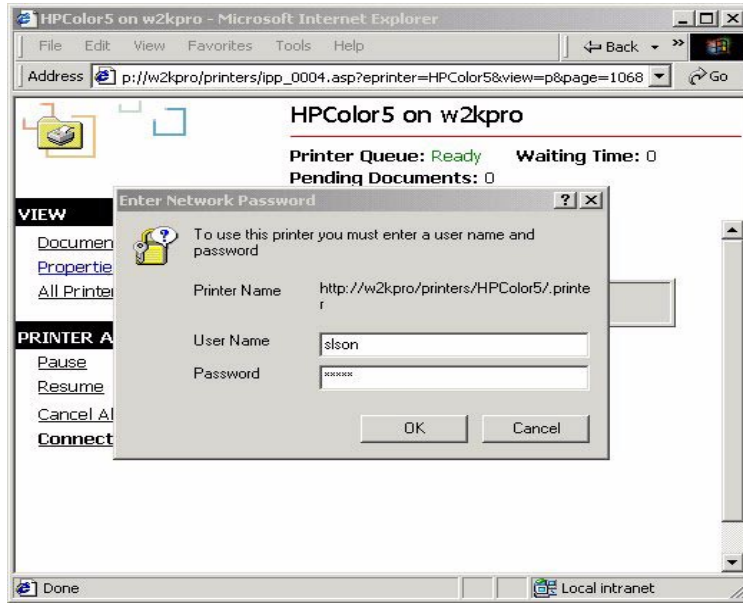 HPColor5 on w2kpro - Microsoft Internet Explorer
File Edit View Favorites Tools Help Back »
Address p://w2kpro/printers/ipp_0004.asp?eprinter=HPColor5&view=p&page=1068 Go
HPColor5 on w2kpro
Printer Queue: Ready Waiting Time: 0
Pending Documents: 0
Enter Network Password ? X
VIEW
Documen
Propertie
All Printe
PRINTER A
Pause
Resume
Cancel Al
Connect
To use this printer you must enter a user name and
password
Printer Name http://w2kpro/printers/HPColor5/.printe
r
User Name slson
Password xxxxx
OK Cancel
Done Local intranet